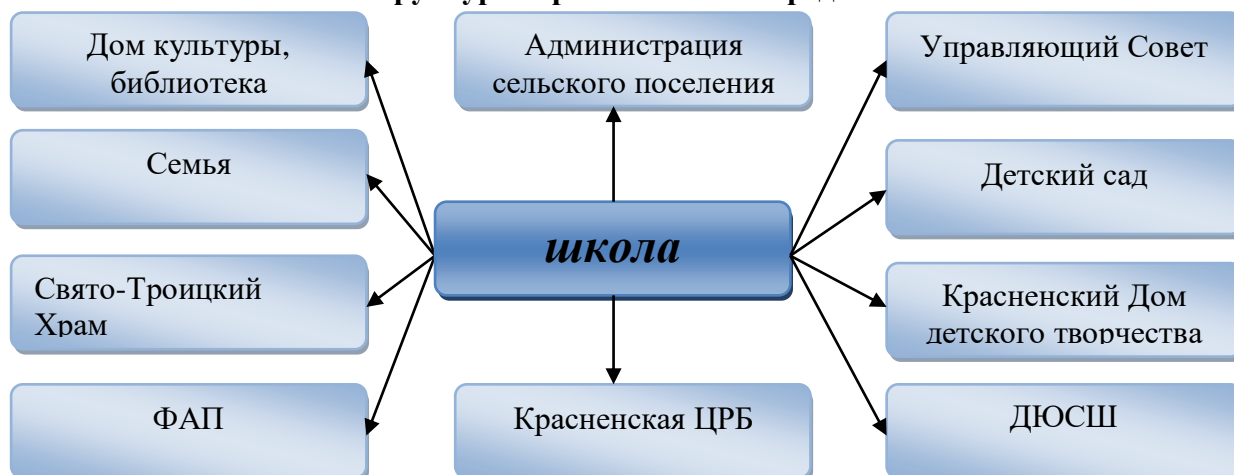 Дом культуры,
библиотека
Администрация
сельского поселения
Управляющий Совет
Семья
Детский сад
школа
Свято-Троицкий
Храм
Красненский Дом
детского творчества
ФАП
Красненская ЦРБ
ДЮСШ